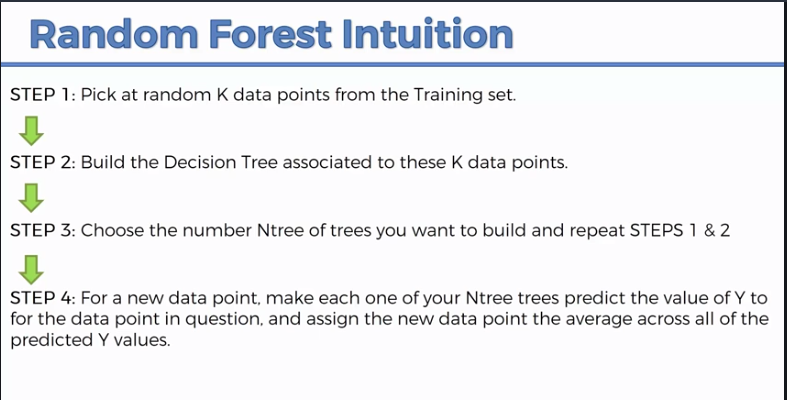 Random Forest Intuition
STEP 1: Pick at random K data points from the Training set.
STEP 2: Build the Decision Tree associated to these K data points.
STEP 3: Choose the number Ntree of trees you want to build and repeat STEPS 1 & 2
STEP 4: For a new data point, make each one of your Ntree trees predict the value of Y to
for the data point in question, and assign the new data point the average across all of the
predicted Y values.